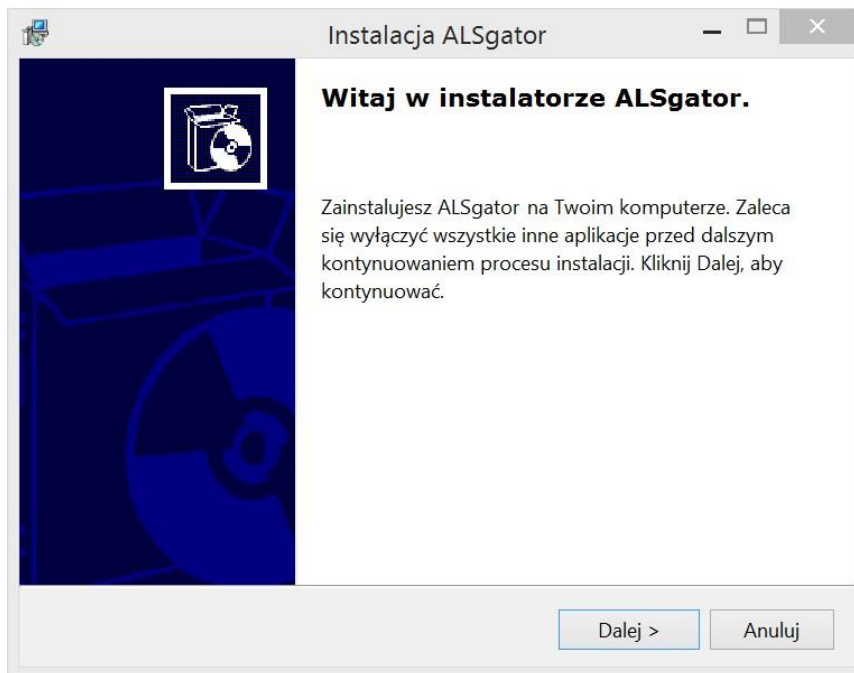 Instalacja ALSgator
Witaj w instalatorze ALSgator.
Zainstalujesz ALSgator na Twoim komputerze. Zaleca
się wyłączyć wszystkie inne aplikacje przed dalszym
kontynuowaniem procesu instalacji. Kliknij Dalej, aby
kontynuować.
Dalej >
Anuluj